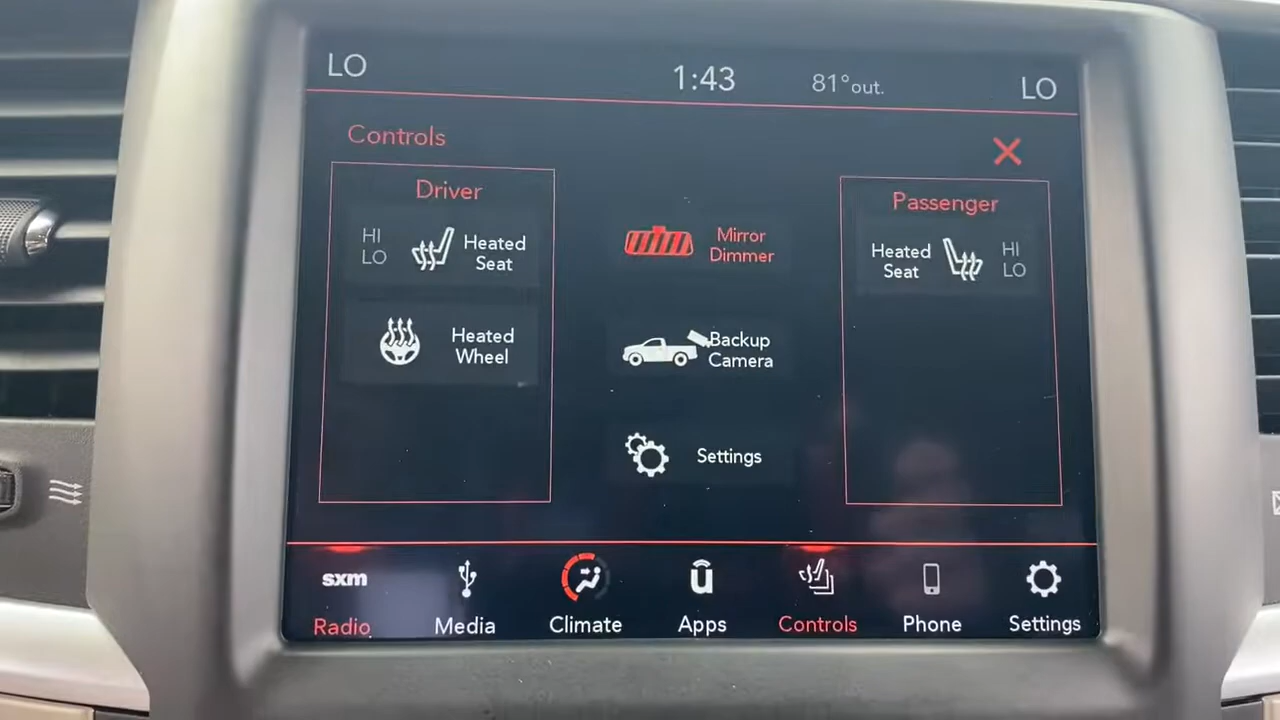 LO
1:43
81°out.
LO
Controls
Driver
HI
LO
Heated
Seat
Heated
Wheel
Mirror
Dimmer
Backup
Camera
Settings
Passenger
Heated
Seat
HI
LO
sxm
Radio
Media
Climate
Apps
Controls
Phone
Settings